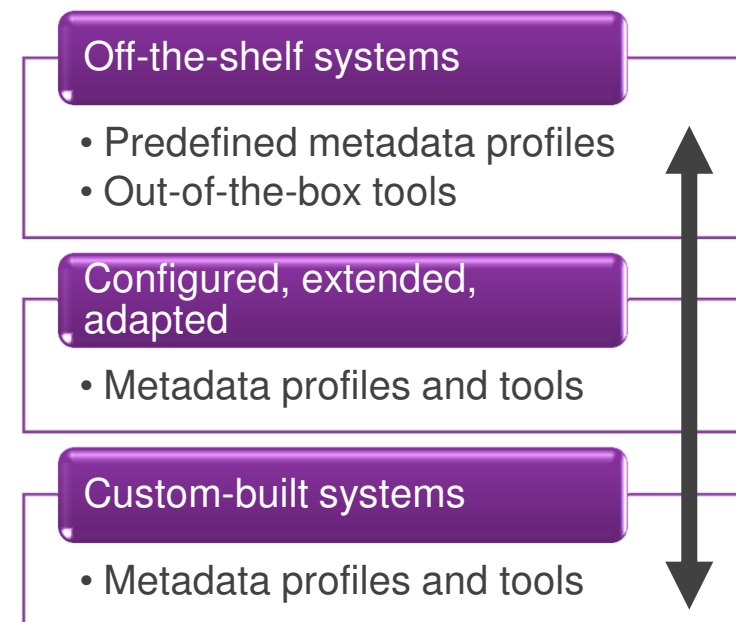 Off-the-shelf systems
• Predefined metadata profiles
• Out-of-the-box tools
Configured, extended,
adapted
• Metadata profiles and tools
Custom-built systems
• Metadata profiles and tools